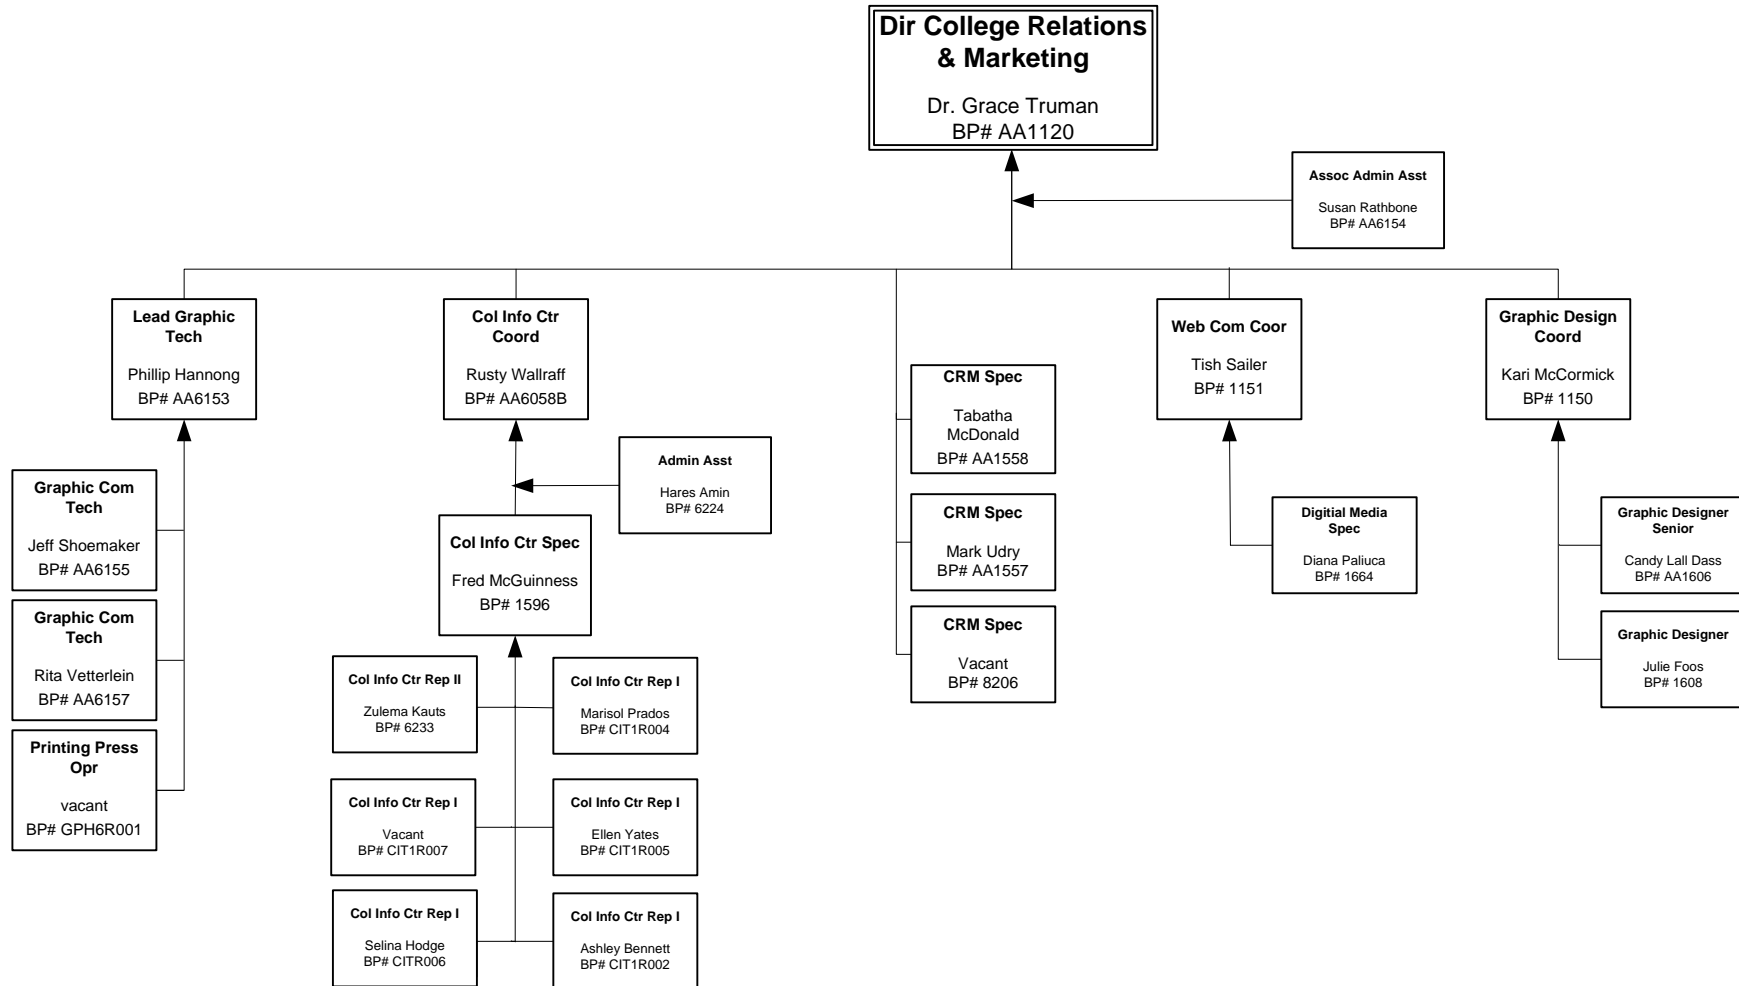 Dir College Relations
& Marketing
Dr. Grace Truman
BP# AA1120
Assoc Admin Asst
Susan Rathbone
BP# AA6154
Lead Graphic
Tech
Phillip Hannong
BP# AA6153
Col Info Ctr
Coord
Rusty Wallraff
BP# AA6058B
Web Com Coor
Tish Sailer
BP# 1151
Graphic Design
Coord
Kari McCormick
BP# 1150
Graphic Com
Tech
Jeff Shoemaker
BP# AA6155
Graphic Com
Tech
Rita Vetterlein
BP# AA6157
Printing Press
Opr
vacant
BP# GPH6R001
Admin Asst
Hares Amin
BP# 6224
Col Info Ctr Spec
Fred McGuinness
BP# 1596
Col Info Ctr Rep II
Zulema Kauts
BP# 6233
Col Info Ctr Rep I
Marisol Prados
BP# CIT1R004
Col Info Ctr Rep I
Vacant
BP# CIT1R007
Col Info Ctr Rep I
Ellen Yates
BP# CIT1R005
Col Info Ctr Rep I
Selina Hodge
BP# CITR006
Col Info Ctr Rep I
Ashley Bennett
BP# CIT1R002
CRM Spec
Tabatha
McDonald
BP# AA1558
CRM Spec
Mark Udry
BP# AA1557
CRM Spec
Vacant
BP# 8206
Digitial Media
Spec
Diana Paliuca
BP# 1664
Graphic Designer
Senior
Candy Lall Dass
BP# AA1606
Graphic Designer
Julie Foos
BP# 1608